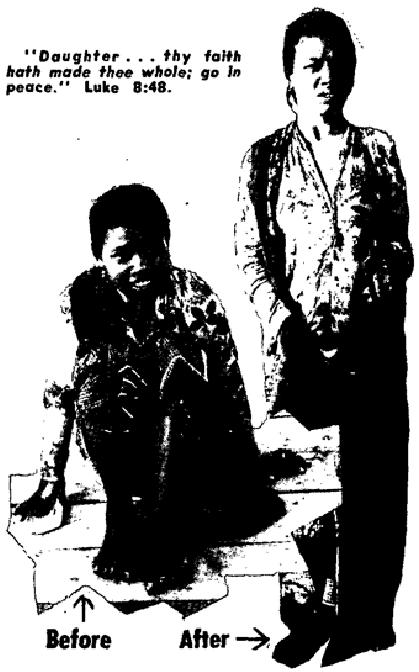 "Daughter . . . thy faith
hath made thee whole; go in
peace." Luke 8:48.
Before After